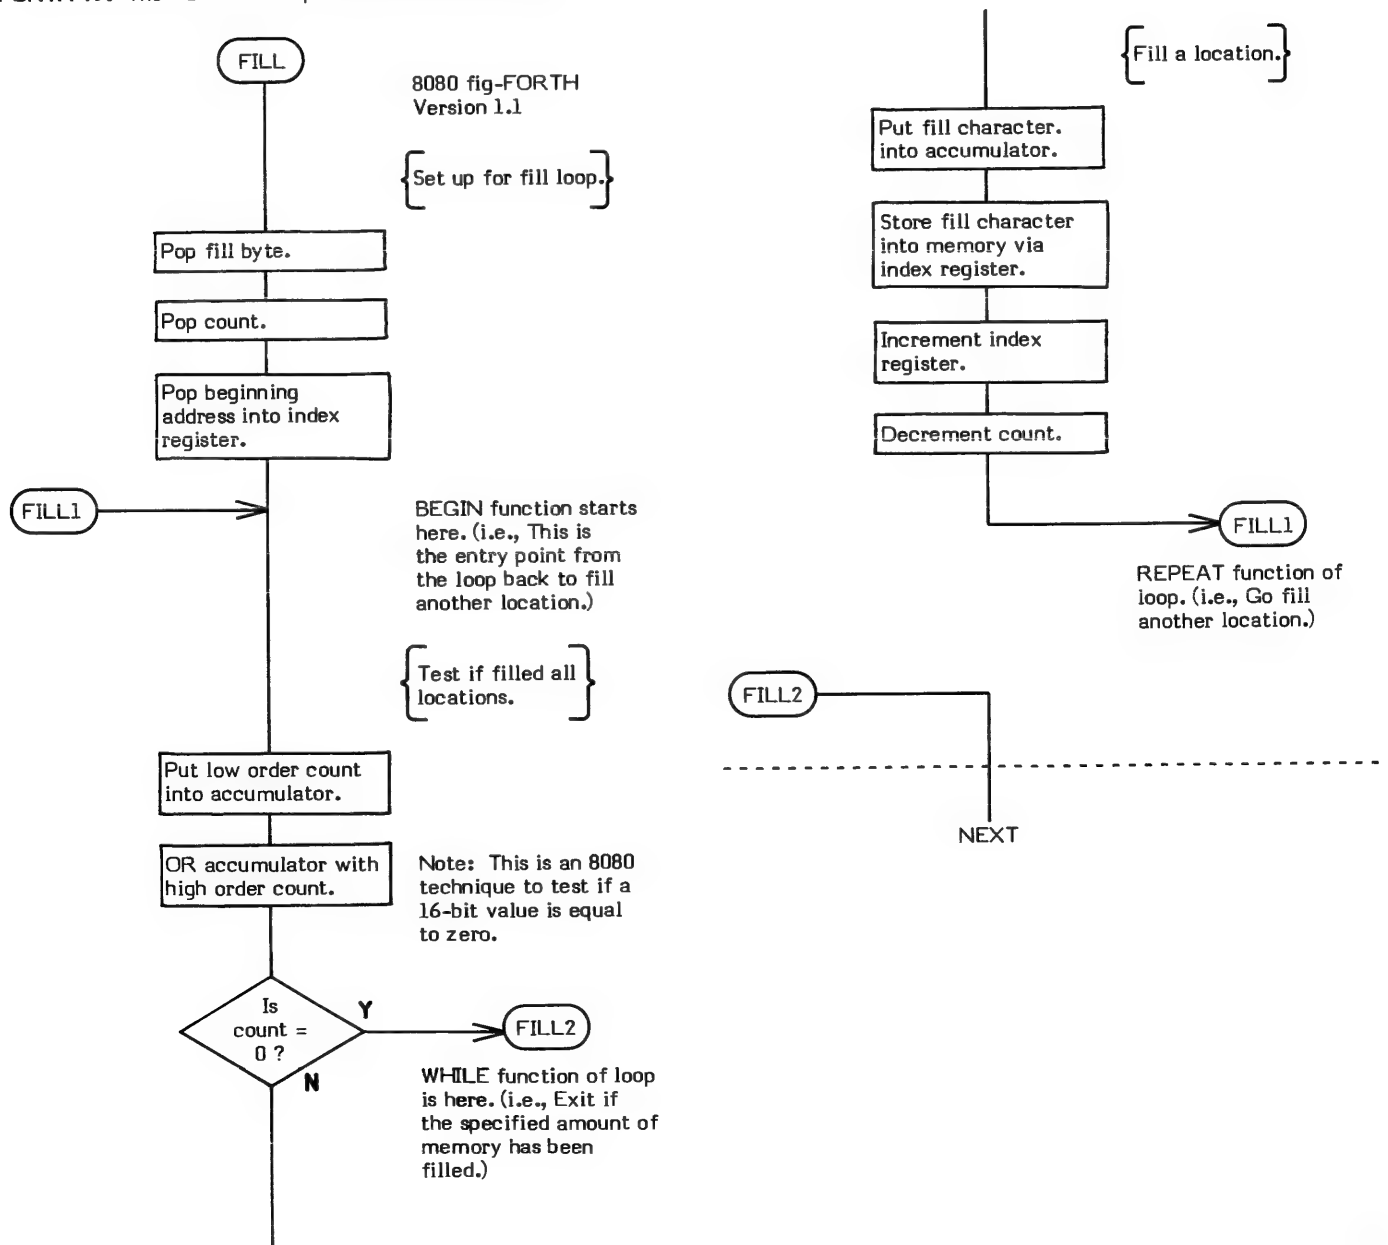 FILL
8080 fig-FORTH
Version 1.1
Set up for fill loop.
Pop fill byte.
Pop count.
Pop beginning
address into index
register.
FILL1
BEGIN function starts
here. (i.e., This is
the entry point from
the loop back to fill
another location.)
Test if filled all
locations.
Put low order count
into accumulator.
OR accumulator with
high order count.
Note: This is an 8080
technique to test if a
16-bit value is equal
to zero.
Is
count =
0 ?
Y
N
FILL2
WHILE function of loop
is here. (i.e., Exit if
the specified amount of
memory has been
filled.)
Fill a location.
Put fill character.
into accumulator.
Store fill character
into memory via
index register.
Increment index
register.
Decrement count.
FILL1
REPEAT function of
loop. (i.e., Go fill
another location.)
FILL2
NEXT